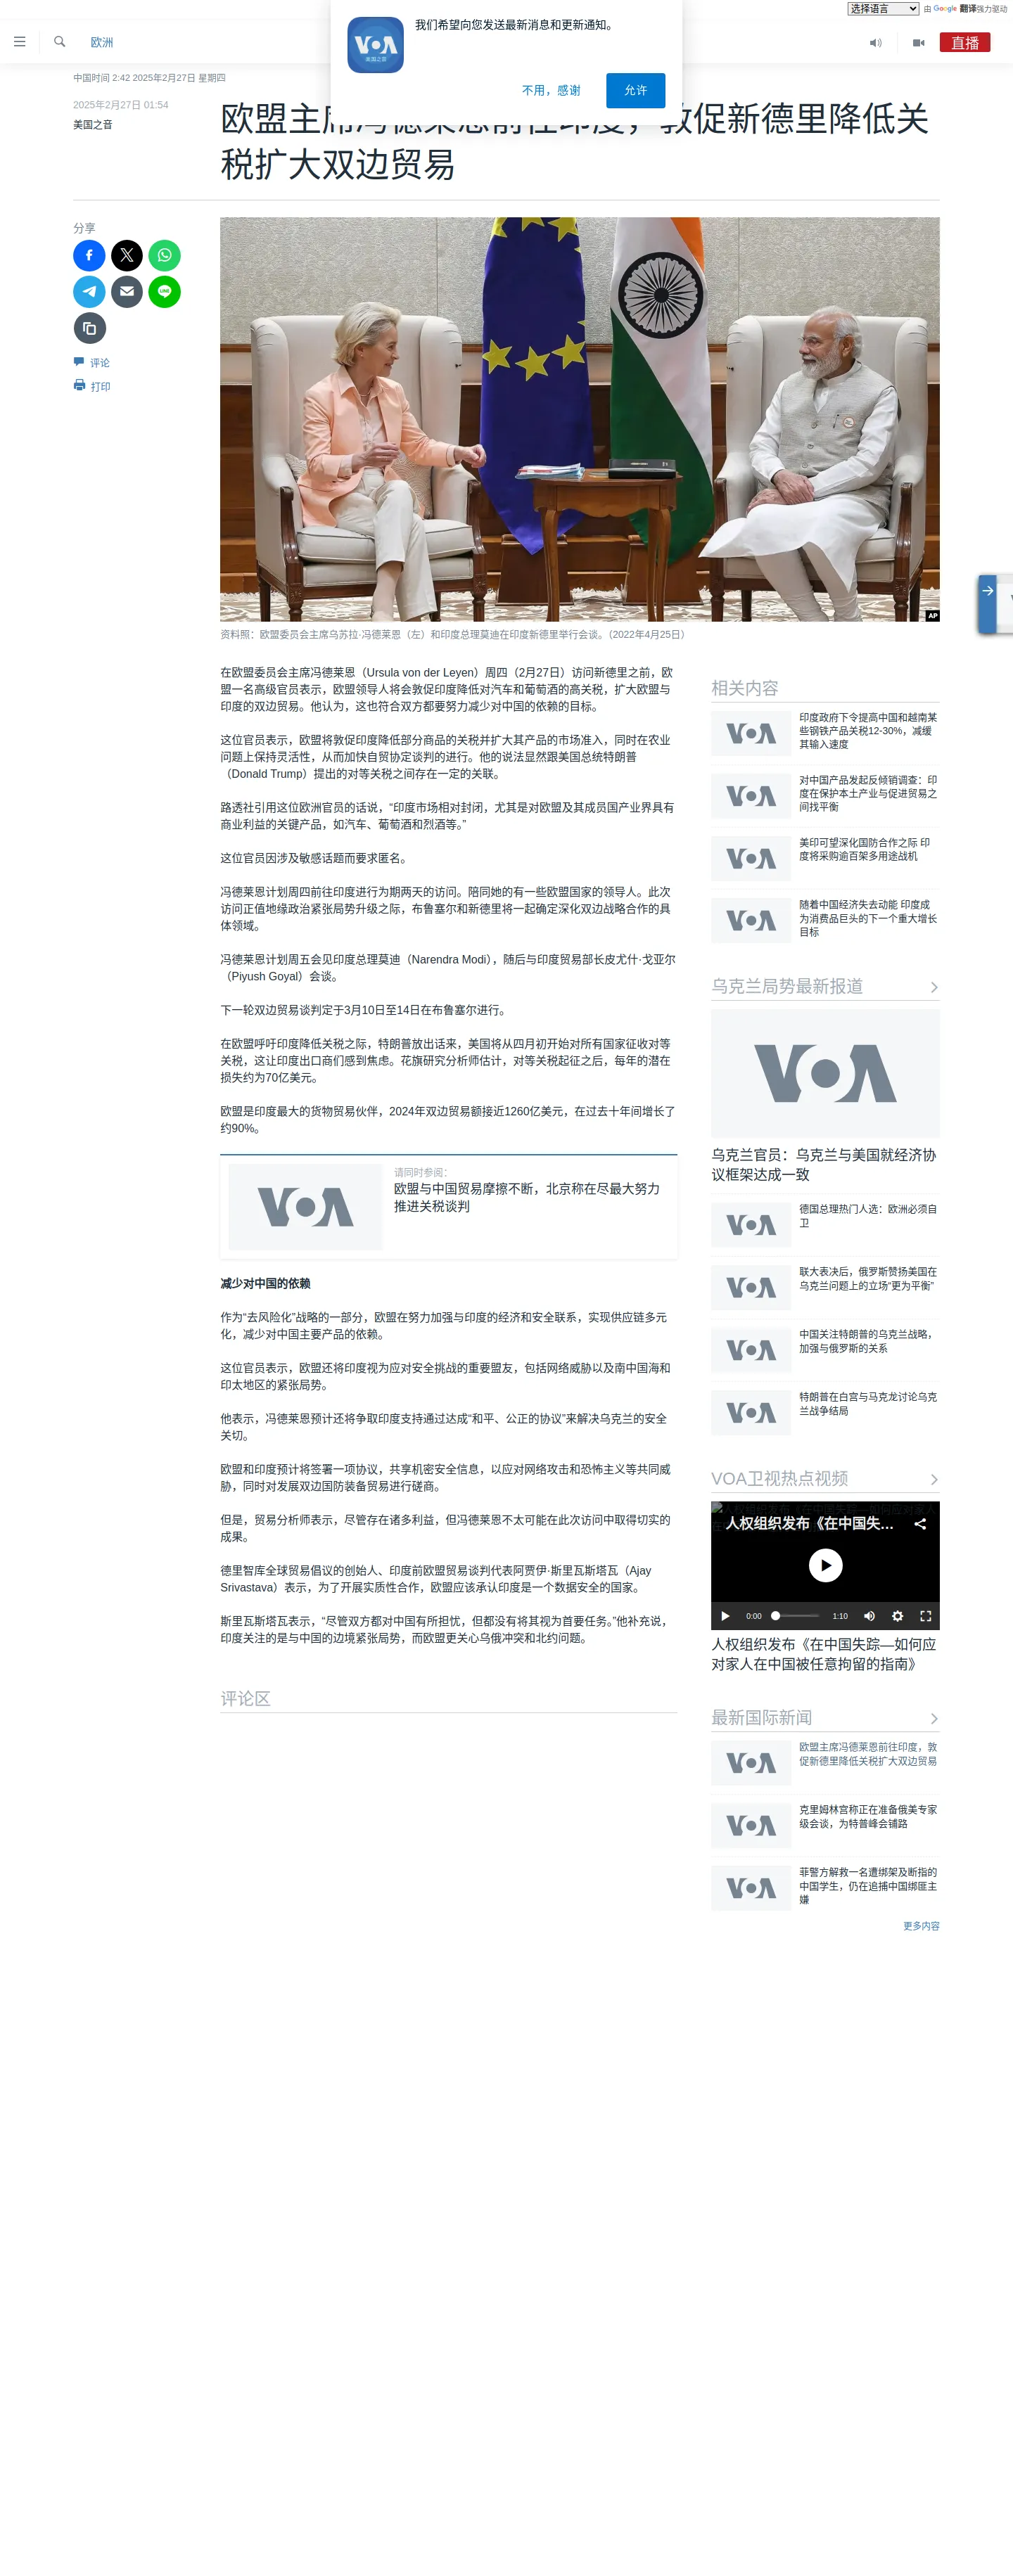 选择语言
由 Google 翻译强力驱动
我们希望向您发送最新消息和更新通知。
VOA
美国之音
不用，感谢
允许
欧洲
直播
中国时间 2:42 2025年2月27日 星期四
2025年2月27日 01:54
美国之音
欧盟主席冯德莱恩前往印度，敦促新德里降低关
税扩大双边贸易
分享
评论
打印
AP
资料照：欧盟委员会主席乌苏拉·冯德莱恩（左）和印度总理莫迪在印度新德里举行会谈。（2022年4月25日）
在欧盟委员会主席冯德莱恩（Ursula von der Leyen）周四（2月27日）访问新德里之前，欧
盟一名高级官员表示，欧盟领导人将会敦促印度降低对汽车和葡萄酒的高关税，扩大欧盟与
印度的双边贸易。他认为，这也符合双方都要努力减少对中国的依赖的目标。
这位官员表示，欧盟将敦促印度降低部分商品的关税并扩大其产品的市场准入，同时在农业
问题上保持灵活性，从而加快自贸协定谈判的进行。他的说法显然跟美国总统特朗普
（Donald Trump）提出的对等关税之间存在一定的关联。
路透社引用这位欧洲官员的话说，“印度市场相对封闭，尤其是对欧盟及其成员国产业界具有
商业利益的关键产品，如汽车、葡萄酒和烈酒等。”
这位官员因涉及敏感话题而要求匿名。
冯德莱恩计划周四前往印度进行为期两天的访问。陪同她的有一些欧盟国家的领导人。此次
访问正值地缘政治紧张局势升级之际，布鲁塞尔和新德里将一起确定深化双边战略合作的具
体领域。
冯德莱恩计划周五会见印度总理莫迪（Narendra Modi），随后与印度贸易部长皮尤什·戈亚尔
（Piyush Goyal）会谈。
下一轮双边贸易谈判定于3月10日至14日在布鲁塞尔进行。
在欧盟呼吁印度降低关税之际，特朗普放出话来，美国将从四月初开始对所有国家征收对等
关税，这让印度出口商们感到焦虑。花旗研究分析师估计，对等关税起征之后，每年的潜在
损失约为70亿美元。
欧盟是印度最大的货物贸易伙伴，2024年双边贸易额接近1260亿美元，在过去十年间增长了
约90%。
VOA
请同时参阅：
欧盟与中国贸易摩擦不断，北京称在尽最大努力
推进关税谈判
减少对中国的依赖
作为“去风险化”战略的一部分，欧盟在努力加强与印度的经济和安全联系，实现供应链多元
化，减少对中国主要产品的依赖。
这位官员表示，欧盟还将印度视为应对安全挑战的重要盟友，包括网络威胁以及南中国海和
印太地区的紧张局势。
他表示，冯德莱恩预计还将争取印度支持通过达成“和平、公正的协议”来解决乌克兰的安全
关切。
欧盟和印度预计将签署一项协议，共享机密安全信息，以应对网络攻击和恐怖主义等共同威
胁，同时对发展双边国防装备贸易进行磋商。
但是，贸易分析师表示，尽管存在诸多利益，但冯德莱恩不太可能在此次访问中取得切实的
成果。
德里智库全球贸易倡议的创始人、印度前欧盟贸易谈判代表阿贾伊·斯里瓦斯塔瓦（Ajay
Srivastava）表示，为了开展实质性合作，欧盟应该承认印度是一个数据安全的国家。
斯里瓦斯塔瓦表示，“尽管双方都对中国有所担忧，但都没有将其视为首要任务。”他补充说，
印度关注的是与中国的边境紧张局势，而欧盟更关心乌俄冲突和北约问题。
评论区
相关内容
VOA
印度政府下令提高中国和越南某
些钢铁产品关税12-30%，减缓
其输入速度
VOA
对中国产品发起反倾销调查：印
度在保护本土产业与促进贸易之
间找平衡
VOA
美印可望深化国防合作之际 印
度将采购逾百架多用途战机
VOA
随着中国经济失去动能 印度成
为消费品巨头的下一个重大增长
目标
乌克兰局势最新报道
VOA
乌克兰官员：乌克兰与美国就经济协
议框架达成一致
VOA
德国总理热门人选：欧洲必须自
卫
VOA
联大表决后，俄罗斯赞扬美国在
乌克兰问题上的立场“更为平衡”
VOA
中国关注特朗普的乌克兰战略，
加强与俄罗斯的关系
VOA
特朗普在白宫与马克龙讨论乌克
兰战争结局
VOA卫视热点视频
人权组织发布《在中国失...
0:00
1:10
人权组织发布《在中国失踪—如何应
对家人在中国被任意拘留的指南》
最新国际新闻
VOA
欧盟主席冯德莱恩前往印度，敦
促新德里降低关税扩大双边贸易
VOA
克里姆林宫称正在准备俄美专家
级会谈，为特普峰会铺路
VOA
菲警方解救一名遭绑架及断指的
中国学生，仍在追捕中国绑匪主
嫌
更多内容